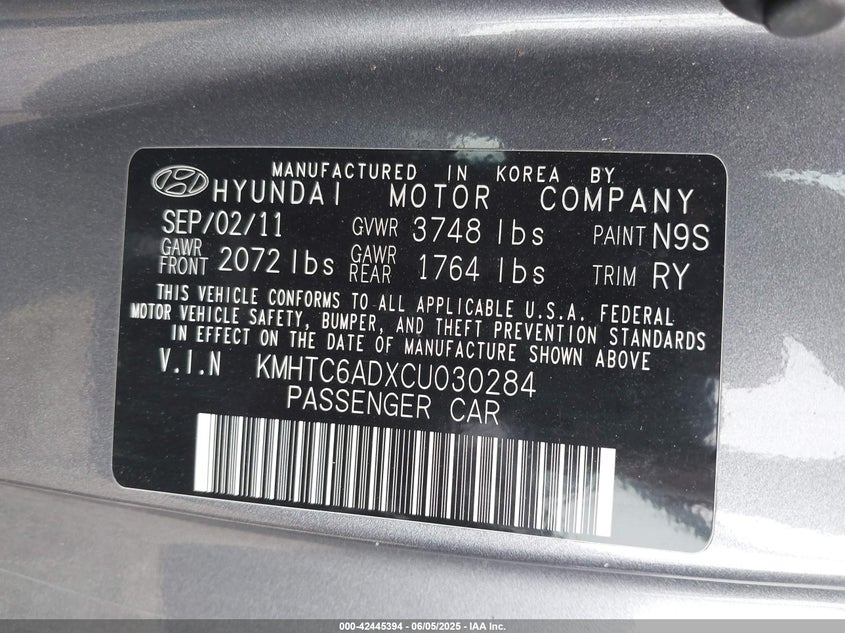 MANUFACTURED IN KOREA BY
HYUNDAI MOTOR COMPANY
SEP/02/11 GVWR 3748 lbs PAINT N9S
GAWR FRONT 2072 lbs GAWR REAR 1764 lbs TRIM RY
THIS VEHICLE CONFORMS TO ALL APPLICABLE U.S.A. FEDERAL
MOTOR VEHICLE SAFETY, BUMPER, AND THEFT PREVENTION STANDARDS
IN EFFECT ON THE DATE OF MANUFACTURE SHOWN ABOVE
V.I.N KMHTC6ADXCU030284
PASSENGER CAR
000-42445394 - 06/05/2025 - IAA Inc.